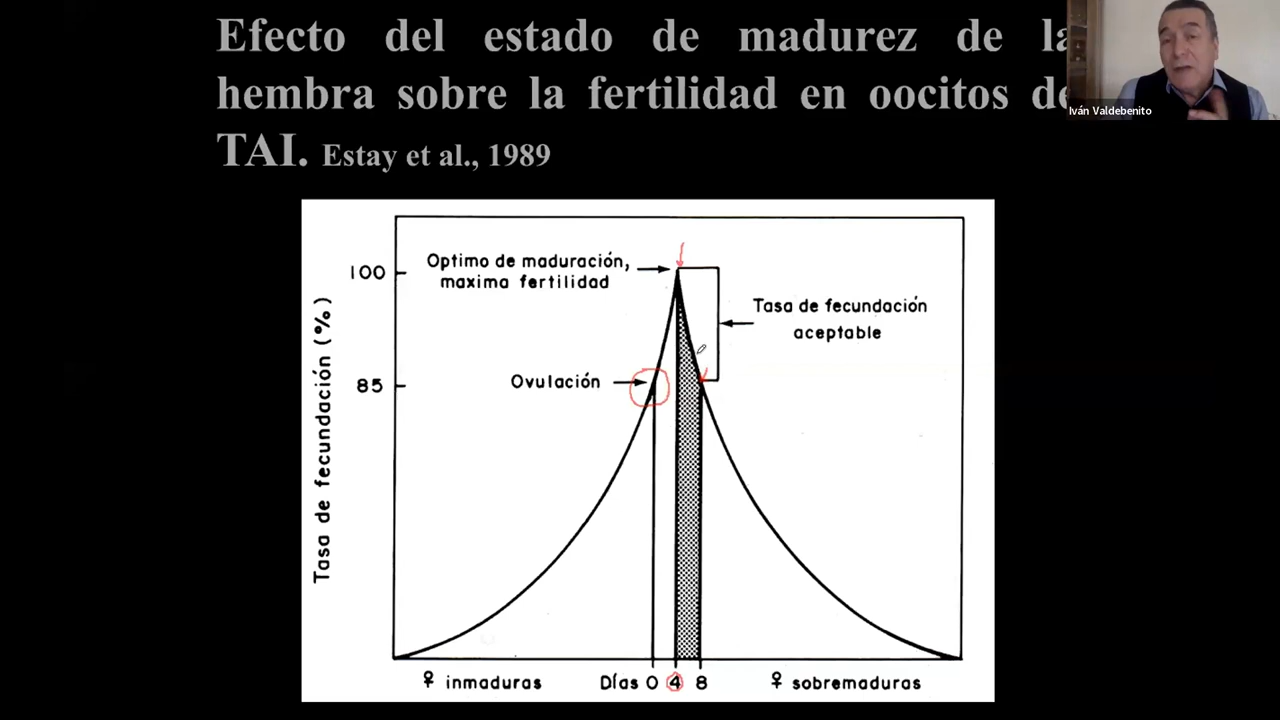 Efecto del estado de madurez de la
hembra sobre la fertilidad en oocitos de
TAI. Estay et al., 1989
Iván Valdebenito
100
Optimo de maduración,
maxima fertilidad
Tasa de fecundación
aceptable
85
Ovulación
Tasa de fecundación (%)
♀ inmaduras
Días 0 4 8
♀ sobremaduras